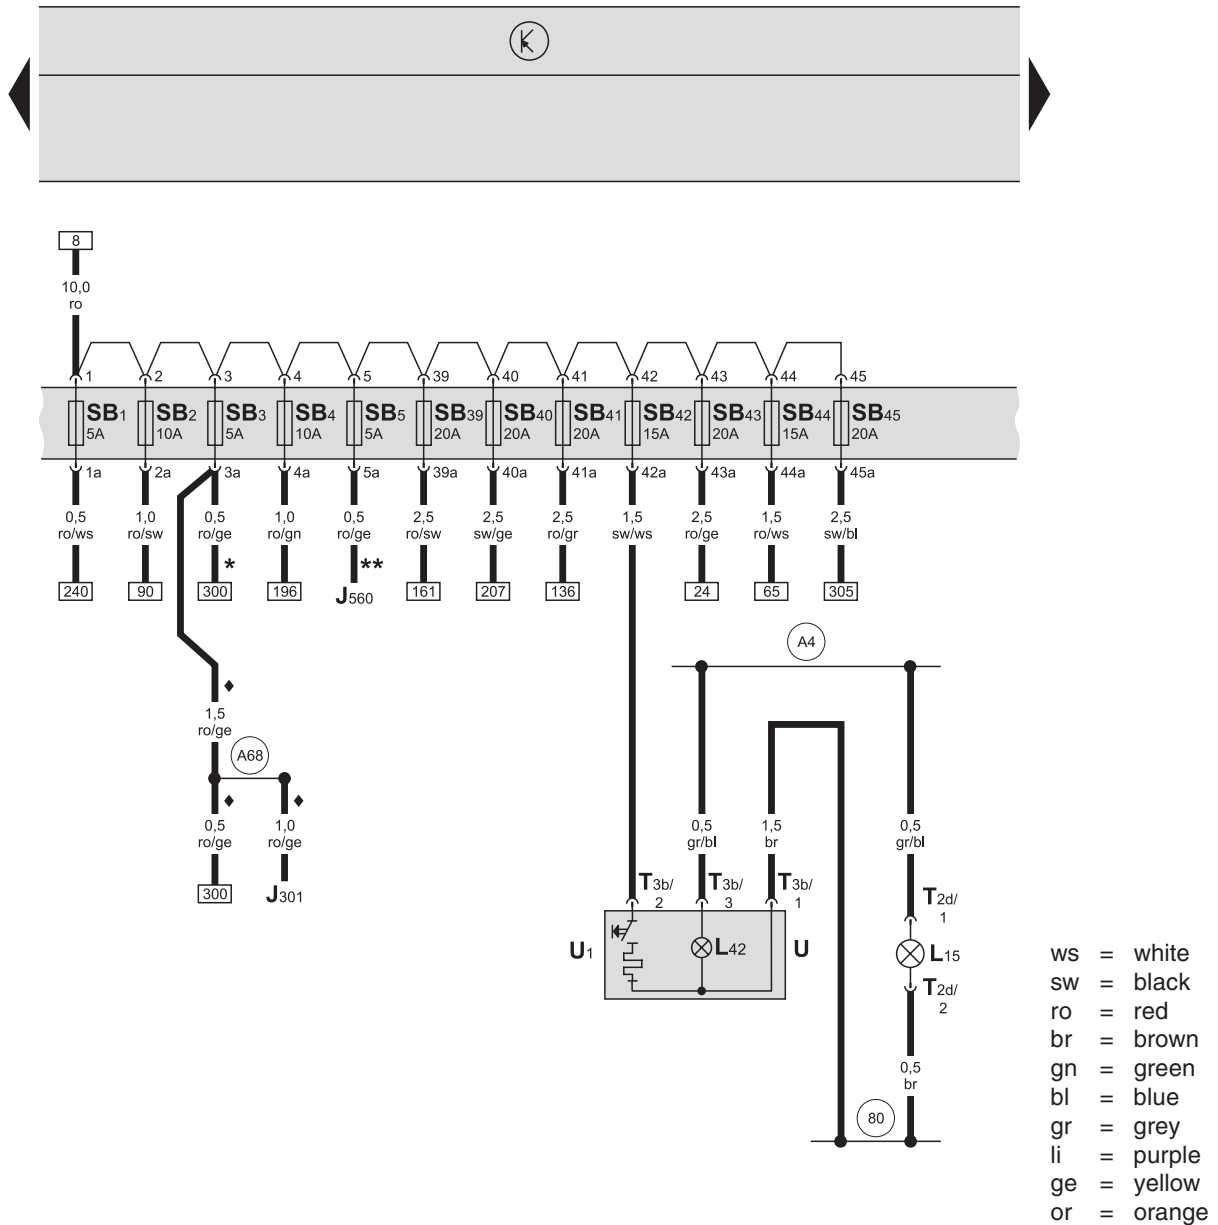 8
10,0
ro
1 2 3 4 5 39 40 41 42 43 44 45
SB1 SB2 SB3 SB4 SB5 SB39 SB40 SB41 SB42 SB43 SB44 SB45
5A 10A 5A 10A 5A 20A 20A 20A 15A 20A 15A 20A
1a 2a 3a 4a 5a 39a 40a 41a 42a 43a 44a 45a
0,5 1,0 0,5 1,0 0,5 2,5 2,5 2,5 1,5 2,5 1,5 2,5
ro/ws ro/sw ro/ge ro/gn ro/ge ro/sw sw/ge ro/gr sw/ws ro/ge ro/ws sw/bl
* **
240 90 300 196 J560 161 207 136 24 65 305
A4
1,5
ro/ge
A68
0,5 1,0 0,5 1,5 0,5
ro/ge ro/ge gr/bl br gr/bl
300 J301
T3b/ T3b/ T3b/
2 3 1
T2d/
1
U1 L42 U L15
T2d/
2
0,5
br
80
ws = white
sw = black
ro = red
br = brown
gn = green
bl = blue
gr = grey
li = purple
ge = yellow
or = orange